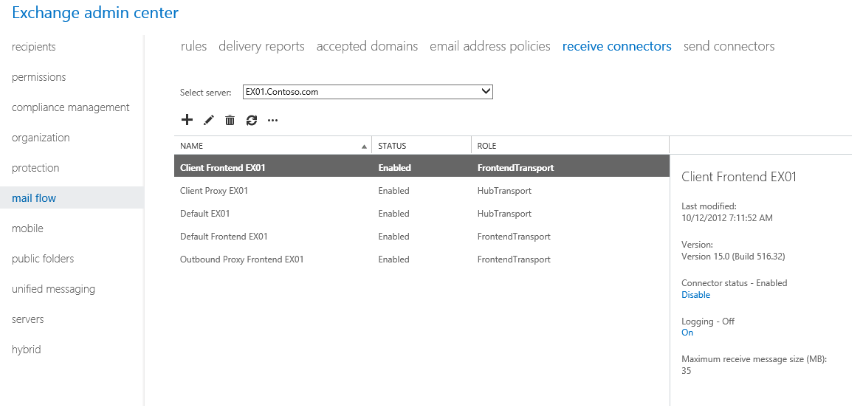 Exchange admin center
recipients
permissions
compliance management
organization
protection
mail flow
mobile
public folders
unified messaging
servers
hybrid
rules delivery reports accepted domains email address policies receive connectors send connectors
Select server: EX01.Contoso.com
NAME STATUS ROLE
Client Frontend EX01 Enabled FrontendTransport
Client Proxy EX01 Enabled HubTransport
Default EX01 Enabled HubTransport
Default Frontend EX01 Enabled FrontendTransport
Outbound Proxy Frontend EX01 Enabled FrontendTransport
Client Frontend EX01
Last modified:
10/12/2012 7:11:52 AM
Version:
Version 15.0 (Build 516.32)
Connector status - Enabled
Disable
Logging - Off
On
Maximum receive message size (MB):
35